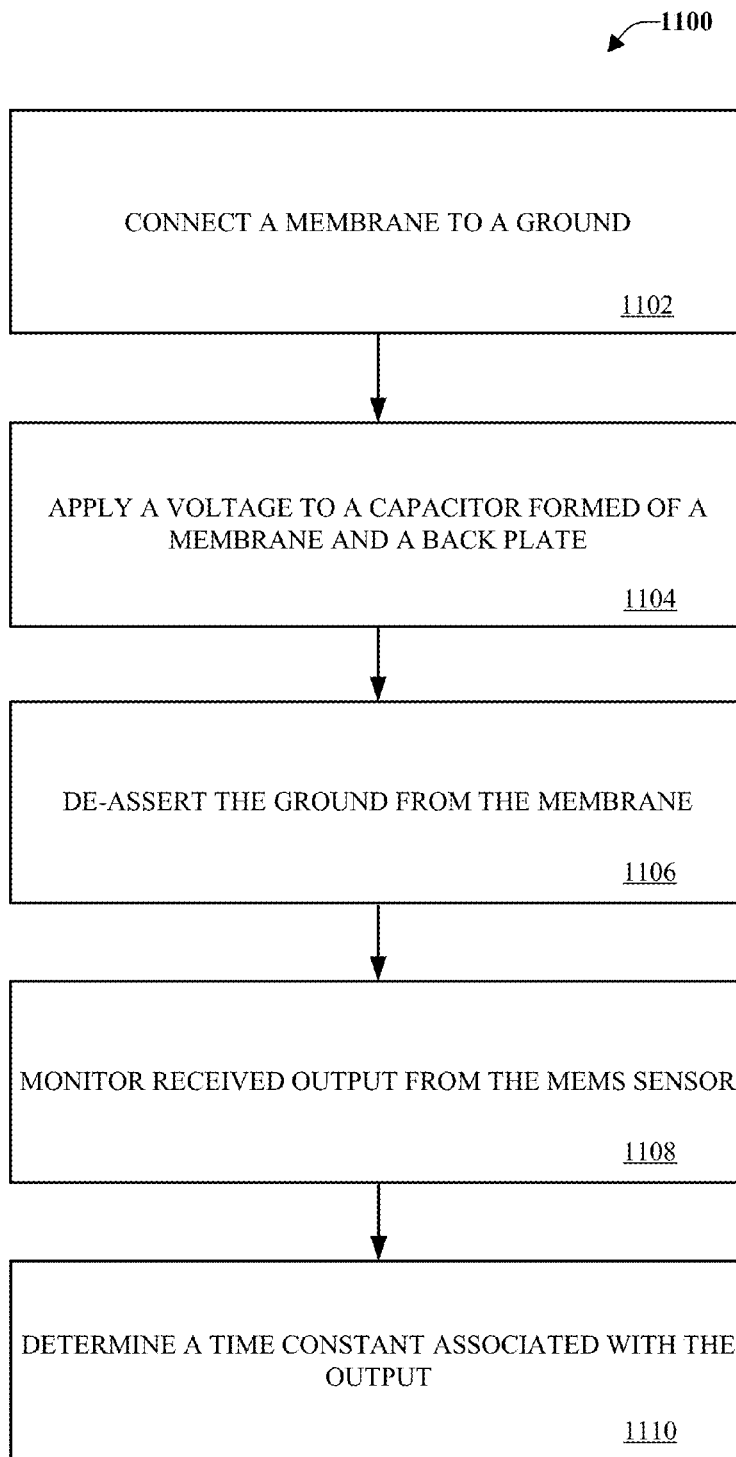 1100
CONNECT A MEMBRANE TO A GROUND
1102
APPLY A VOLTAGE TO A CAPACITOR FORMED OF A
MEMBRANE AND A BACK PLATE
1104
DE-ASSERT THE GROUND FROM THE MEMBRANE
1106
MONITOR RECEIVED OUTPUT FROM THE MEMS SENSOR
1108
DETERMINE A TIME CONSTANT ASSOCIATED WITH THE
OUTPUT
1110